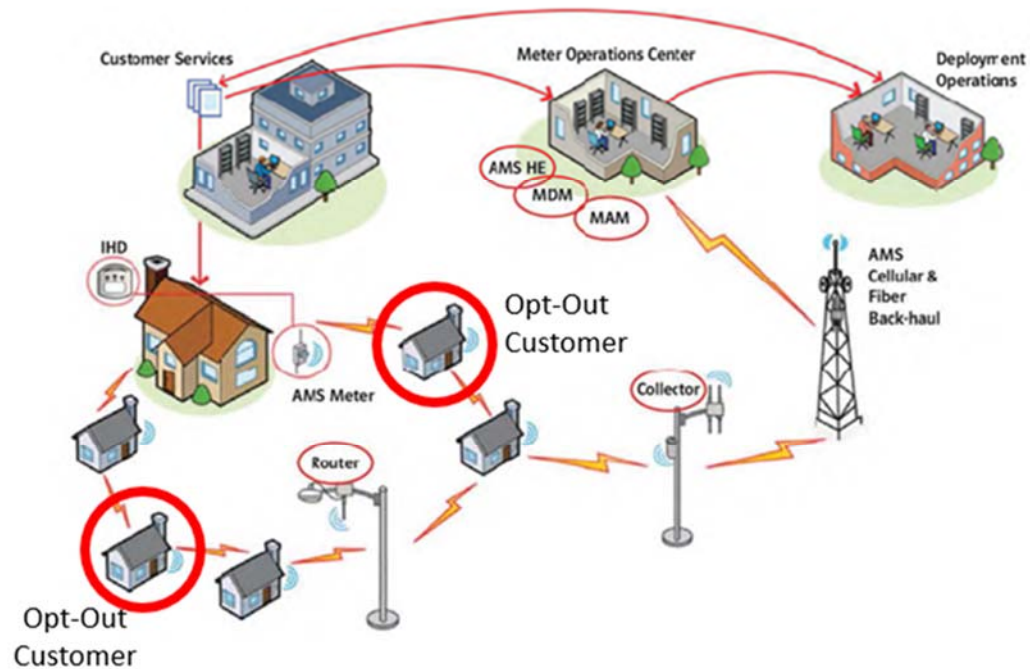 Customer Services
Meter Operations Center
Deployment
Operations
AMS HE
MDM
MAM
IHD
AMS
Cellular &
Fiber
Back-haul
Opt-Out
Customer
AMS Meter
Collector
Router
Opt-Out
Customer